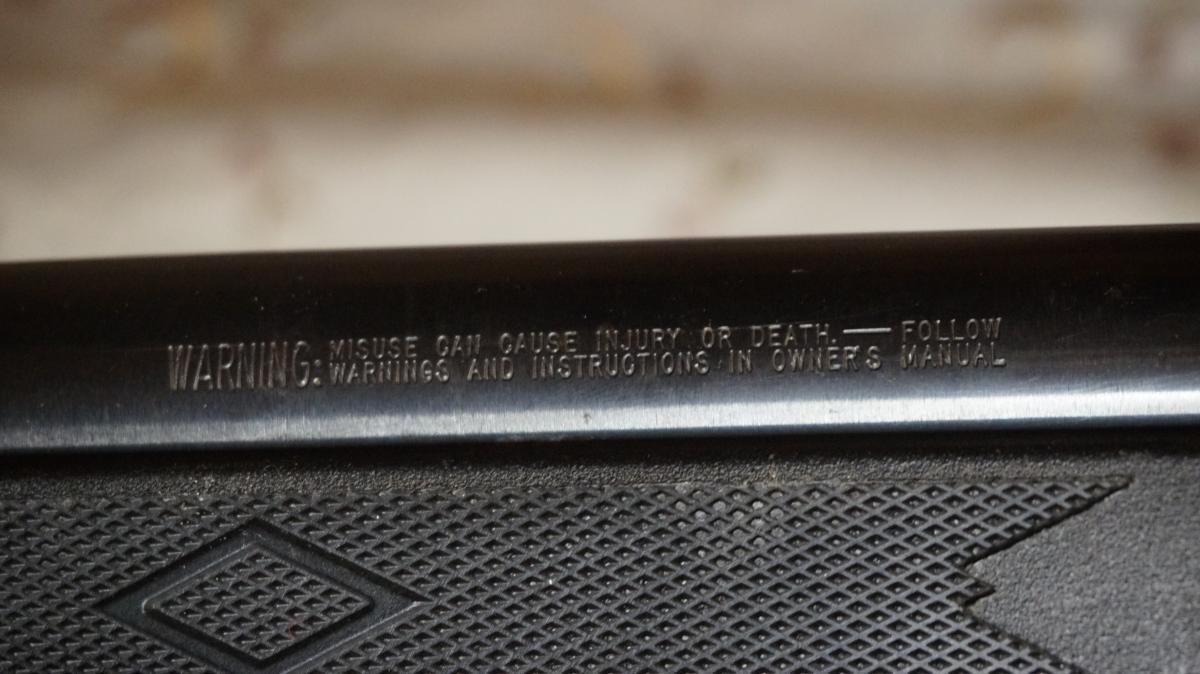 WARNING: MISUSE CAN CAUSE INJURY OR DEATH.— FOLLOW
WARNINGS AND INSTRUCTIONS IN OWNER'S MANUAL